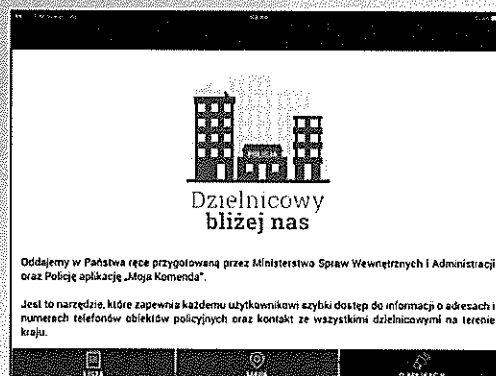 Dzielnicowy
bliżej nas
Oddajemy w Państwa ręce przygotowaną przez Ministerstwo Spraw Wewnętrznych i Administracji
oraz Policję aplikację „Moja Komenda”.
Jest to narzędzie, które zapewnia każdemu użytkownikowi szybki dostęp do informacji o adresach i
numerach telefonów obiektów policyjnych oraz kontakt ze wszystkimi dzielnicowymi na terenie
kraju.